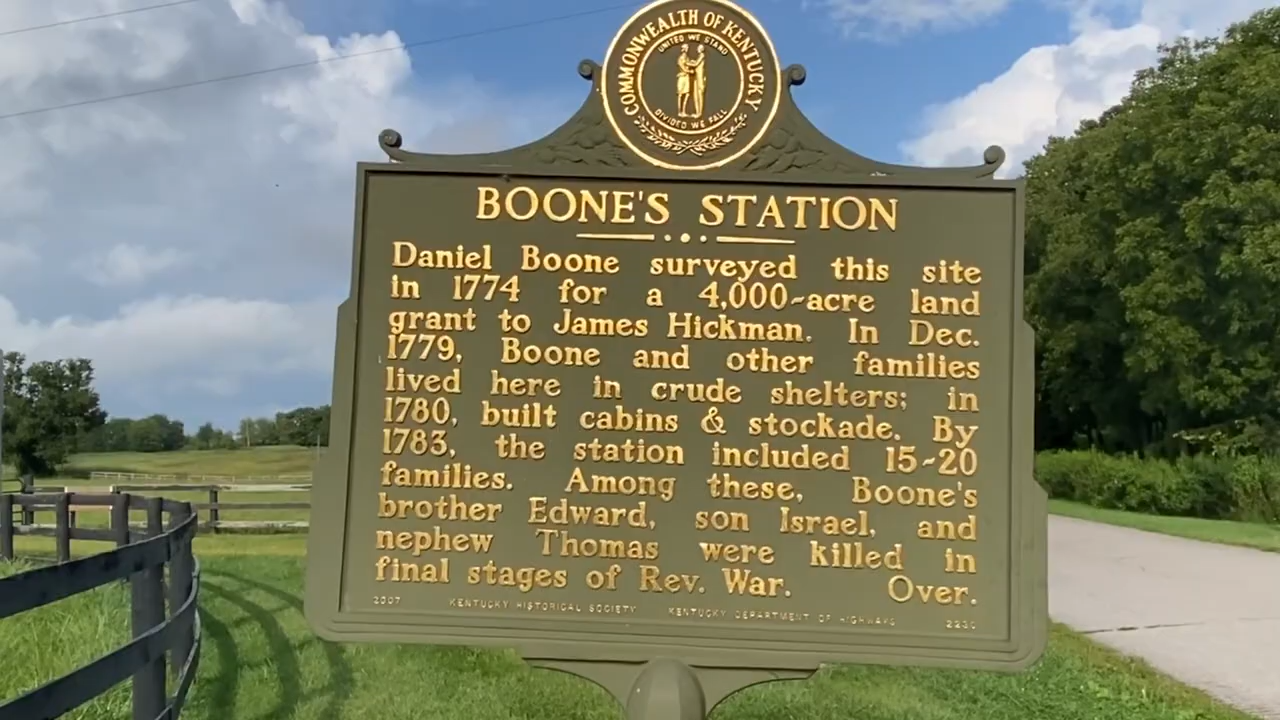 COMMONWEALTH OF KENTUCKY
UNITED WE STAND
DIVIDED WE FALL
BOONE'S STATION
Daniel Boone surveyed this site
in 1774 for a 4,000-acre land
grant to James Hickman. In Dec.
1779, Boone and other families
lived here in crude shelters; in
1780, built cabins & stockade. By
1783, the station included 15-20
families. Among these, Boone's
brother Edward, son Israel, and
nephew Thomas were killed in
final stages of Rev. War. Over.
2007 KENTUCKY HISTORICAL SOCIETY KENTUCKY DEPARTMENT OF HIGHWAYS